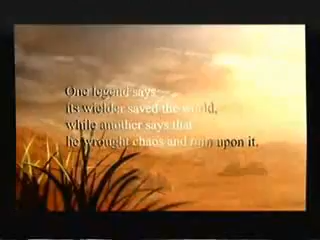 One legend says
its wielder saved the world,
while another says that
he wrought chaos and ruin upon it.